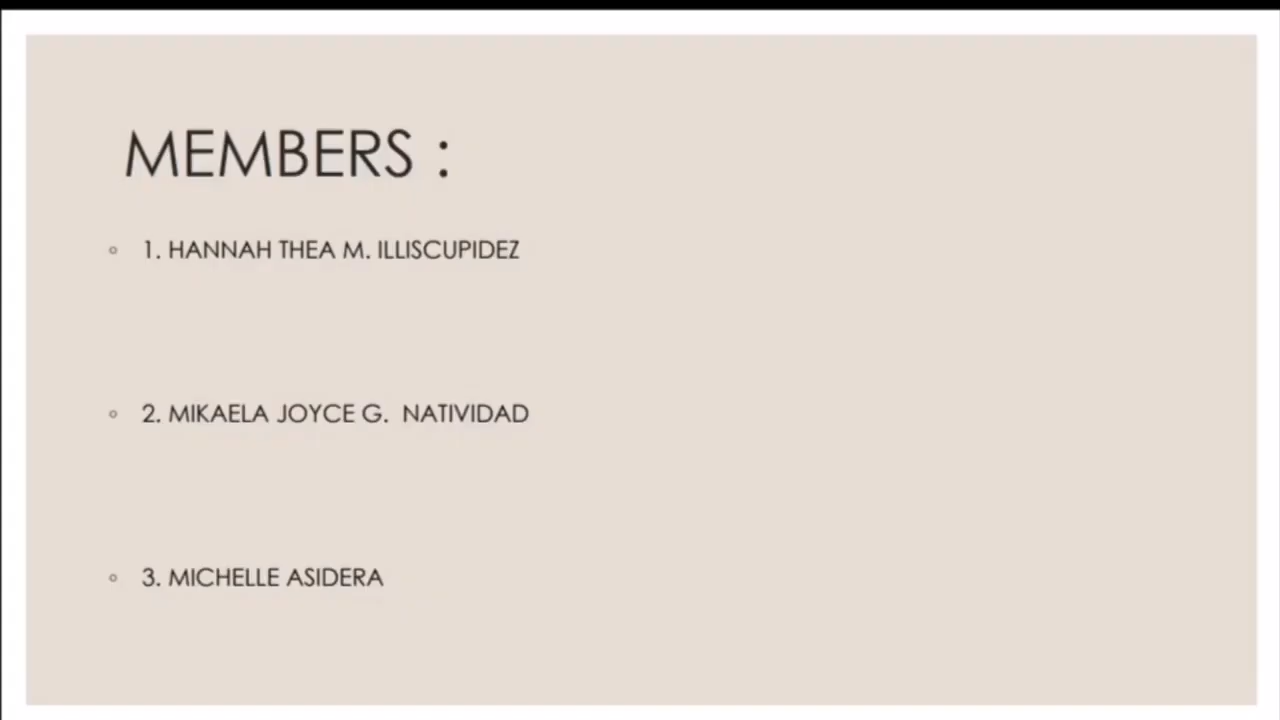 MEMBERS :
◦ 1. HANNAH THEA M. ILLISCUPIDEZ
◦ 2. MIKAELA JOYCE G.  NATIVIDAD
◦ 3. MICHELLE ASIDERA